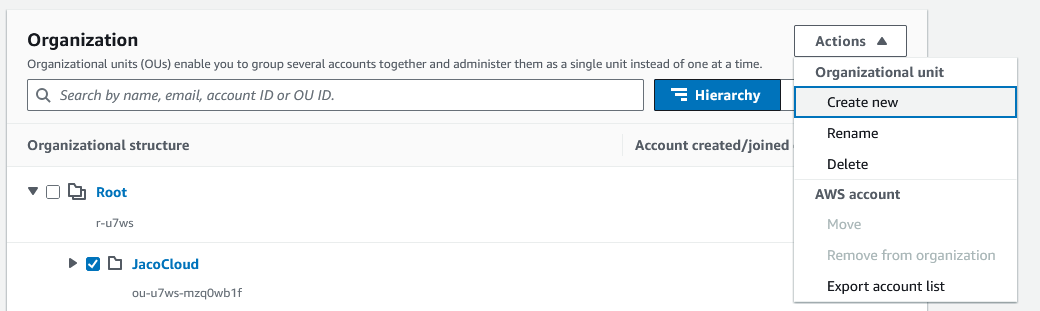 Organization
Actions
Organizational units (OUs) enable you to group several accounts together and administer them as a single unit instead of one at a time.
Organizational unit
Search by name, email, account ID or OU ID.
Hierarchy
Create new
Rename
Organizational structure
Account created/joined
Delete
Root
AWS account
r-u7ws
Move
Remove from organization
JacoCloud
Export account list
ou-u7ws-mzq0wb1f